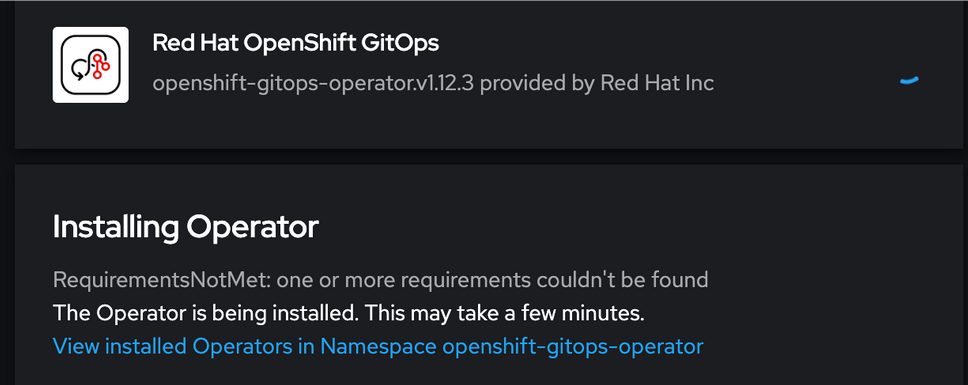 Red Hat OpenShift GitOps
openshift-gitops-operator.v1.12.3 provided by Red Hat Inc
Installing Operator
RequirementsNotMet: one or more requirements couldn't be found
The Operator is being installed. This may take a few minutes.
View installed Operators in Namespace openshift-gitops-operator